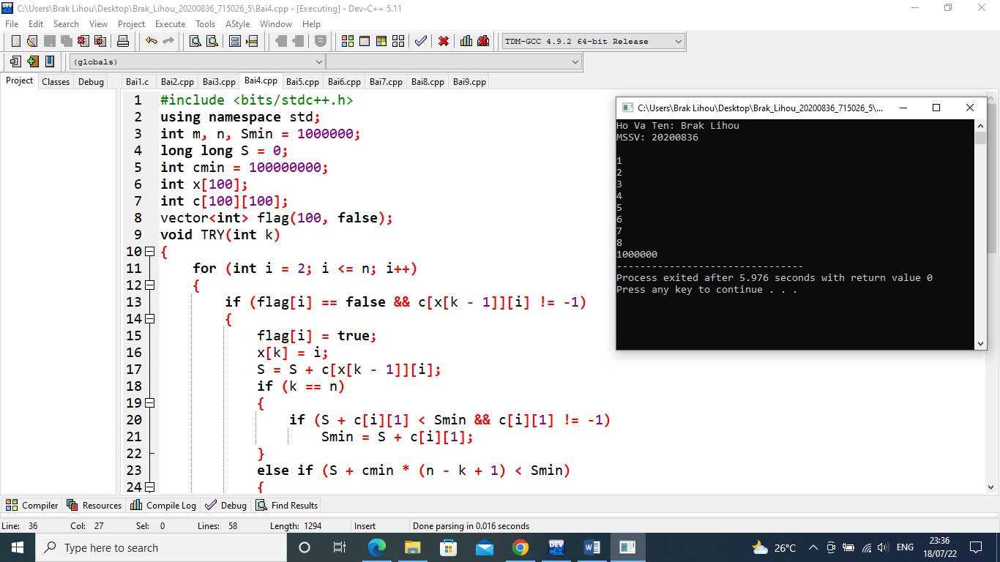 C:\Users\Brak Lihou\Desktop\Brak_Lihou_20200836_715026_5\Bai4.cpp - [Executing] - Dev-C++ 5.11
File Edit Search View Project Execute Tools AStyle Window Help
TDM-GCC 4.9.2 64-bit Release
(globals)
Project Classes Debug
Bai1.c Bai2.cpp Bai3.cpp Bai4.cpp Bai5.cpp Bai6.cpp Bai7.cpp Bai8.cpp Bai9.cpp
1 #include <bits/stdc++.h>
2 using namespace std;
3 int m, n, Smin = 1000000;
4 long long S = 0;
5 int cmin = 100000000;
6 int x[100];
7 int c[100][100];
8 vector<int> flag(100, false);
9 void TRY(int k)
10 {
11 for (int i = 2; i <= n; i++)
12 {
13 if (flag[i] == false && c[x[k - 1]][i] != -1)
14 {
15 flag[i] = true;
16 x[k] = i;
17 S = S + c[x[k - 1]][i];
18 if (k == n)
19 {
20 if (S + c[i][1] < Smin && c[i][1] != -1)
21 Smin = S + c[i][1];
22 }
23 else if (S + cmin * (n - k + 1) < Smin)
24 {
C:\Users\Brak Lihou\Desktop\Brak_Lihou_20200836_715026_5\...
Ho Va Ten: Brak Lihou
MSSV: 20200836
1
2
3
4
5
6
7
8
1000000
--------------------------------
Process exited after 5.976 seconds with return value 0
Press any key to continue . . .
Compiler Resources Compile Log Debug Find Results
Line: 36 Col: 27 Sel: 0 Lines: 58 Length: 1294 Insert Done parsing in 0.016 seconds
Type here to search
DEV
26°C
ENG
23:36
18/07/22